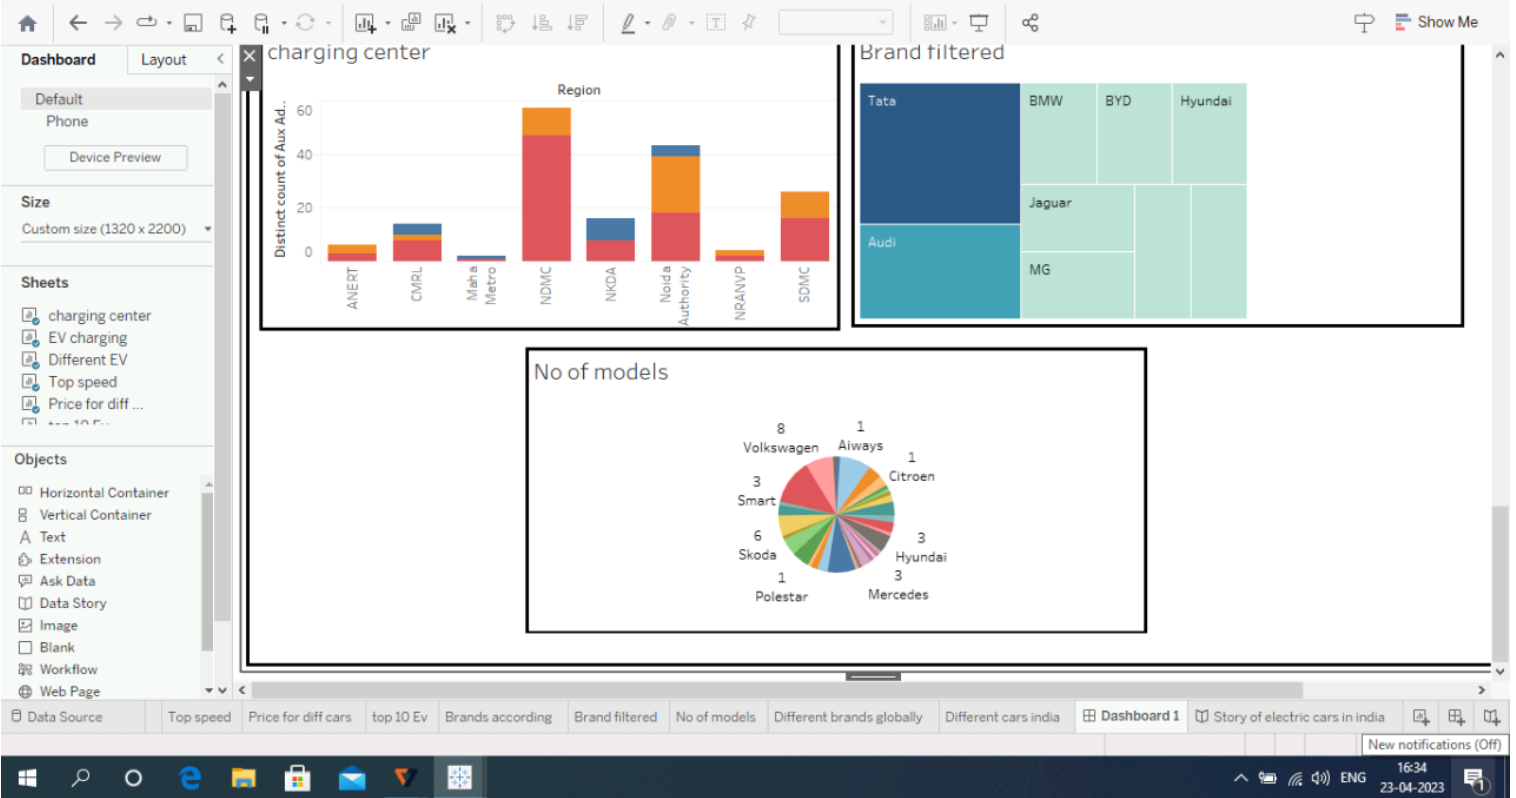 Show Me
Dashboard
Layout
Default
Phone
Device Preview
Size
Custom size (1320 x 2200)
Sheets
charging center
EV charging
Different EV
Top speed
Price for diff ...
Objects
Horizontal Container
Vertical Container
Text
Extension
Ask Data
Data Story
Image
Blank
Workflow
Web Page
charging center
Region
Distinct count of Aux Ad..
60
40
20
0
ANERT
CMRL
Maha
Metro
NDMC
NKDA
Noida
Authority
NRANVP
SDMC
Brand filtered
Tata
BMW
BYD
Hyundai
Jaguar
Audi
MG
No of models
8
Volkswagen
1
Aiways
1
Citroen
3
Smart
6
Skoda
3
Hyundai
1
Polestar
3
Mercedes
Data Source
Top speed
Price for diff cars
top 10 Ev
Brands according
Brand filtered
No of models
Different brands globally
Different cars india
Dashboard 1
Story of electric cars in india
New notifications (Off)
ENG
16:34
23-04-2023
1